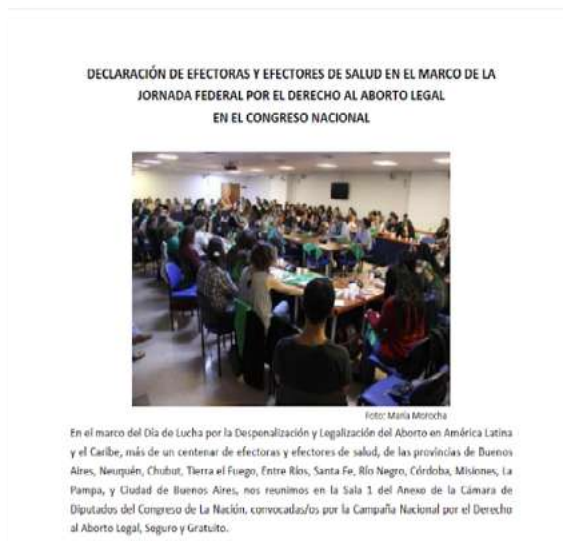 DECLARACIÓN DE EFECTORAS Y EFECTORES DE SALUD EN EL MARCO DE LA
JORNADA FEDERAL POR EL DERECHO AL ABORTO LEGAL
EN EL CONGRESO NACIONAL
Foto: María Morocha
En el marco del Día de Lucha por la Despenalización y Legalización del Aborto en América Latina
y el Caribe, más de un centenar de efectoras y efectores de salud, de las provincias de Buenos
Aires, Neuquén, Chubut, Tierra el Fuego, Entre Ríos, Santa Fe, Río Negro, Córdoba, Misiones, La
Pampa, y Ciudad de Buenos Aires, nos reunimos en la Sala 1 del Anexo de la Cámara de
Diputados del Congreso de La Nación, convocadas/os por la Campaña Nacional por el Derecho
al Aborto Legal, Seguro y Gratuito.